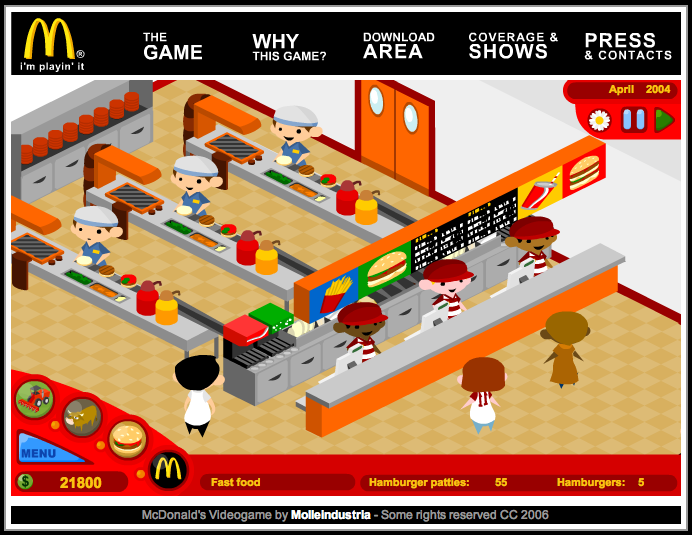 THE
GAME
WHY
THIS GAME?
DOWNLOAD
AREA
COVERAGE &
SHOWS
PRESS
& CONTACTS
®
i'm playin' it
April 2004
MENU
$ 21800
Fast food
Hamburger patties: 55
Hamburgers: 5
McDonald's Videogame by Molleindustria - Some rights reserved CC 2006